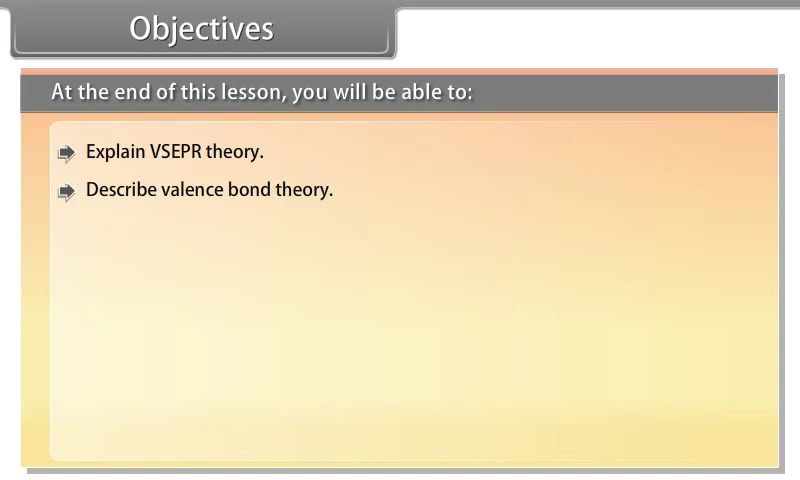 Objectives
At the end of this lesson, you will be able to:
Explain VSEPR theory.
Describe valence bond theory.